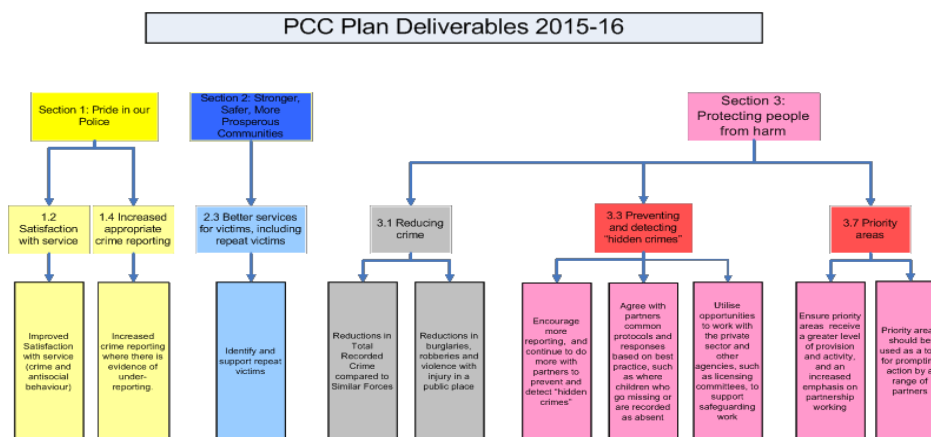 PCC Plan Deliverables 2015-16
Section 1: Pride in our
Police
Section 2: Stronger,
Safer, More
Prosperous
Communities
Section 3:
Protecting people
from harm
1.2
Satisfaction
with service
1.4 Increased
appropriate
crime reporting
2.3 Better services
for victims, including
repeat victims
3.1 Reducing
crime
3.3 Preventing
and detecting
“hidden crimes”
3.7 Priority
areas
Improved
Satisfaction
with service
(crime and
antisocial
behaviour)
Increased
crime reporting
where there is
evidence of
under-
reporting.
Identify and
support repeat
victims
Reductions in
Total
Recorded
Crime
compared to
Similar Forces
Reductions in
burglaries,
robberies and
violence with
injury in a
public place
Encourage
more
reporting, and
continue to do
more with
partners to
prevent and
detect “hidden
crimes”
Agree with
partners
common
protocols and
responses
based on best
practice, such
as where
children who
go missing or
are recorded
as absent
Utilise
opportunities
to work with
the private
sector and
other
agencies, such
as licensing
committees, to
support
safeguarding
work
Ensure priority
areas receive
a greater level
of provision
and activity,
and an
increased
emphasis on
partnership
working
Priority area
should be
used as a to
for promptin
action by a
range of
partners